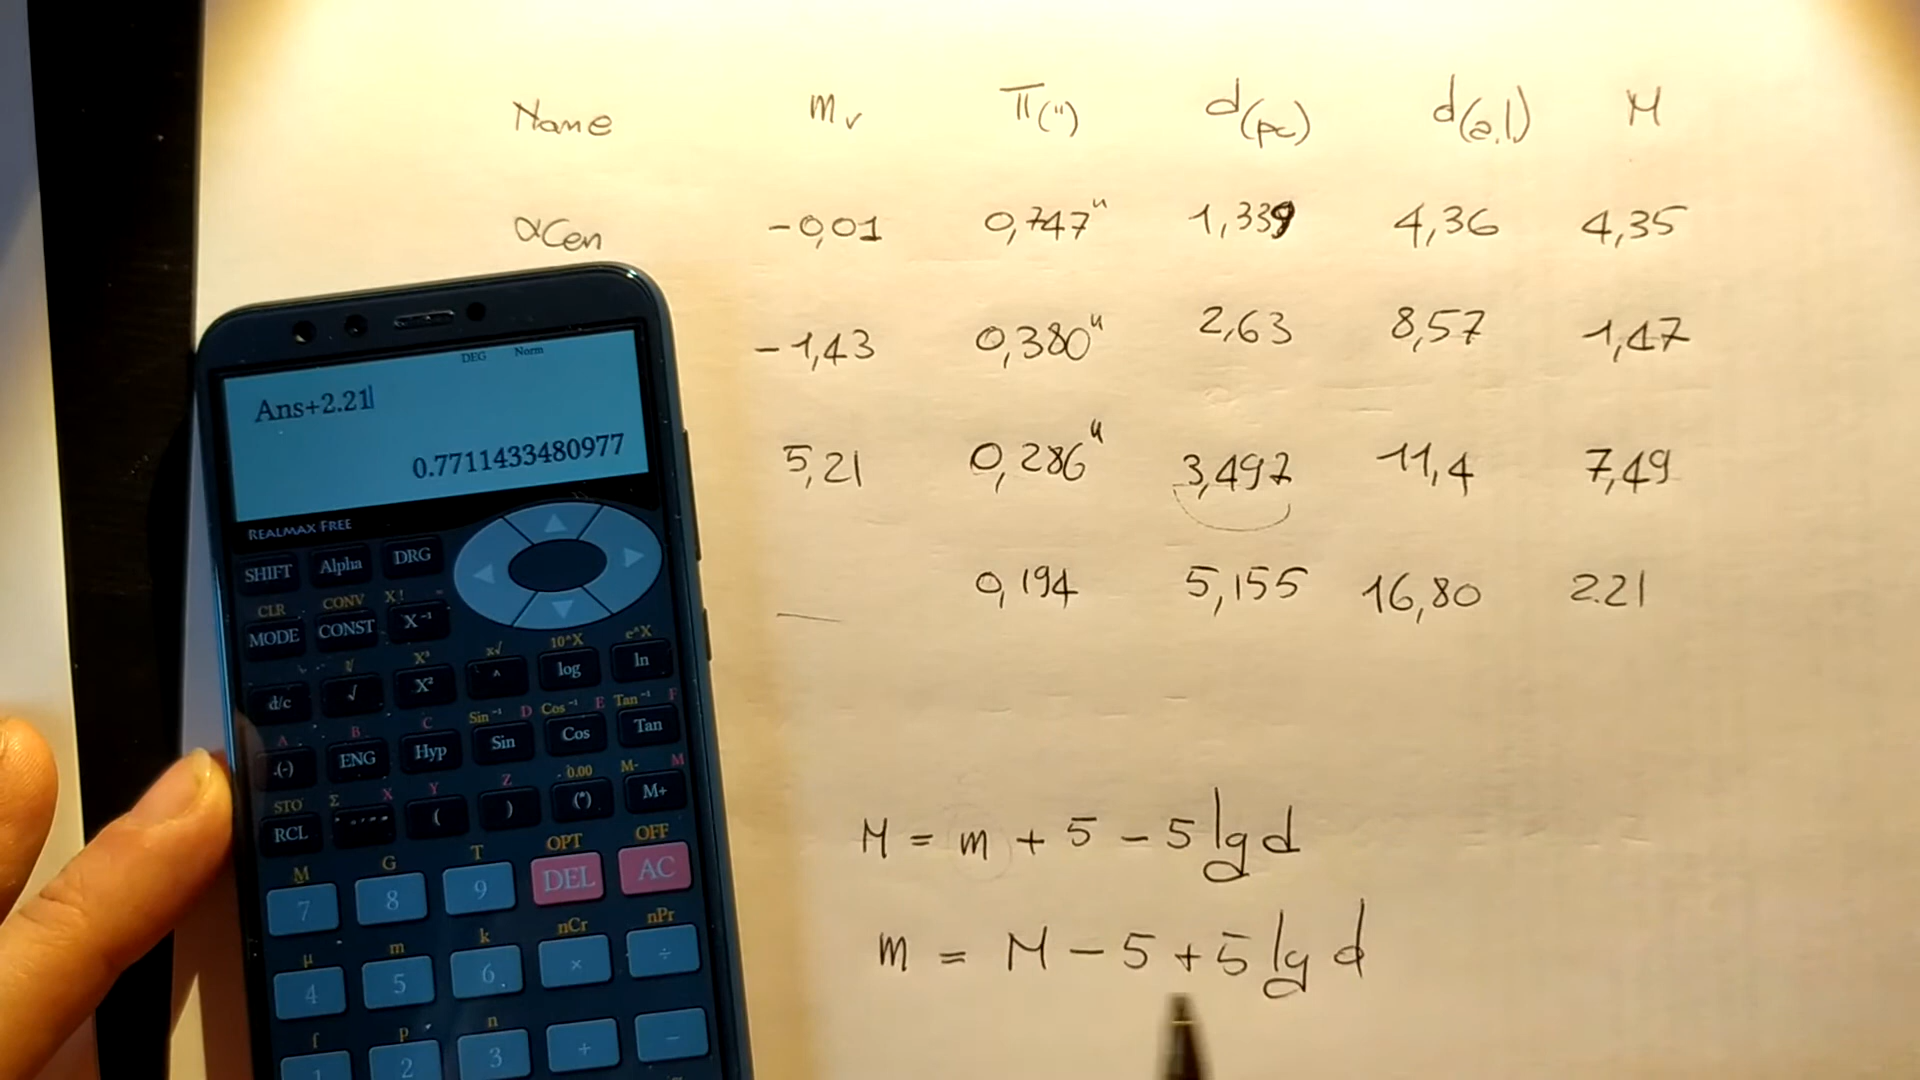 Name mv π(") d(pc) d(a.l.) M
αCen -0,01 0,747" 1,339 4,36 4,35
-1,43 0,380" 2,63 8,57 1,47
5,21 0,286" 3,497 11,4 7,49
0,194 5,155 16,80 2.21
M = m + 5 - 5 lg d
m = M - 5 + 5 lg d
DEG Norm
Ans+2.21
0.7711433480977
REALMAX FREE
SHIFT Alpha DRG
CLR CONV X!
MODE CONST X⁻¹
X³ x√ 10^X e^X
d/c √ X² ^ log ln
A B C Sin⁻¹ D Cos⁻¹ E Tan⁻¹ F
(-) ENG Hyp Sin Cos Tan
STO Σ X Y Z 0.00 M- M
RCL ( ) (*) M+
M G T OPT OFF
7 8 9 DEL AC
μ m k nCr nPr
4 5 6 × ÷
f p n
1 2 3 + −